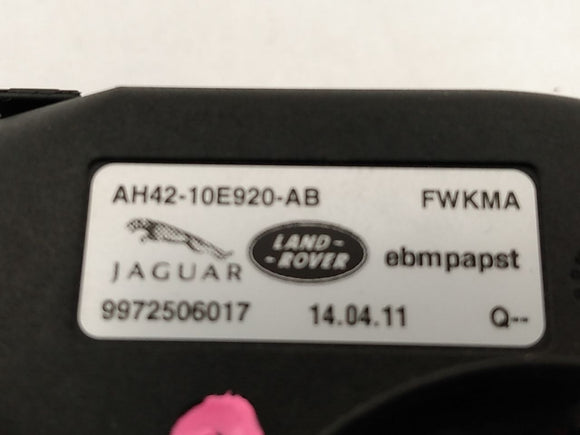 AH42-10E920-AB FWKMA
JAGUAR LAND-
-ROVER ebmpapst
9972506017 14.04.11 Q--